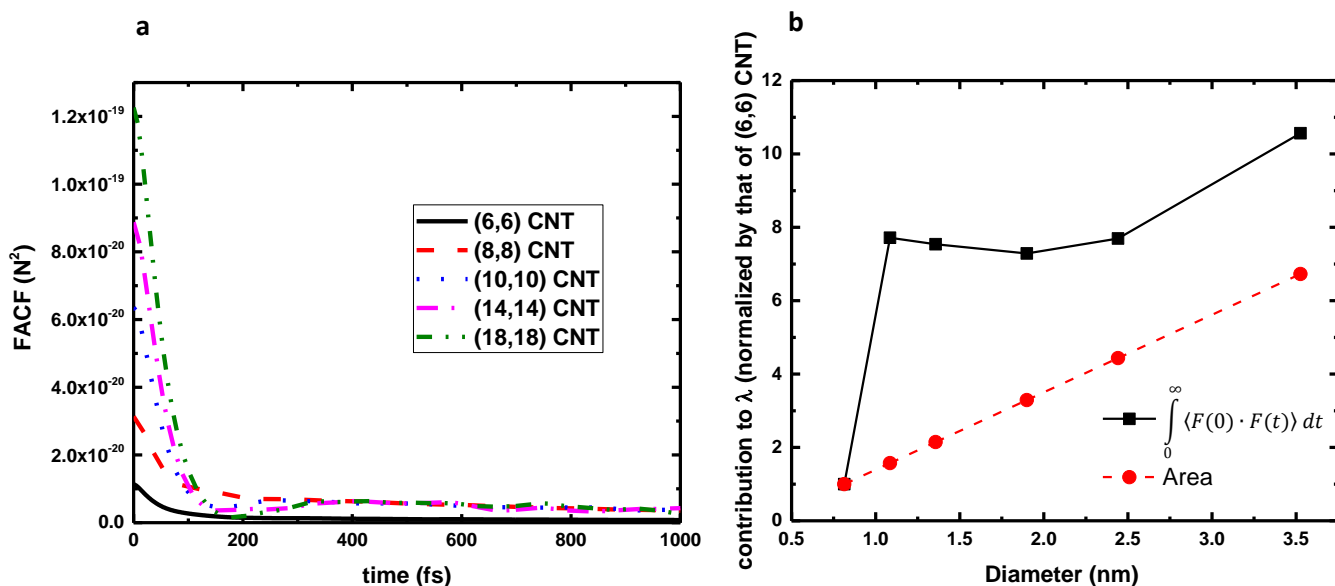 a
FACF (N²)
1.2x10⁻¹⁹
1.0x10⁻¹⁹
8.0x10⁻²⁰
6.0x10⁻²⁰
4.0x10⁻²⁰
2.0x10⁻²⁰
0.0
0 200 400 600 800 1000
time (fs)
(6,6) CNT
(8,8) CNT
(10,10) CNT
(14,14) CNT
(18,18) CNT
b
contribution to λ (normalized by that of (6,6) CNT)
12
10
8
6
4
2
0
0.5 1.0 1.5 2.0 2.5 3.0 3.5
Diameter (nm)
∫₀^∞ ⟨F(0) · F(t)⟩ dt
Area